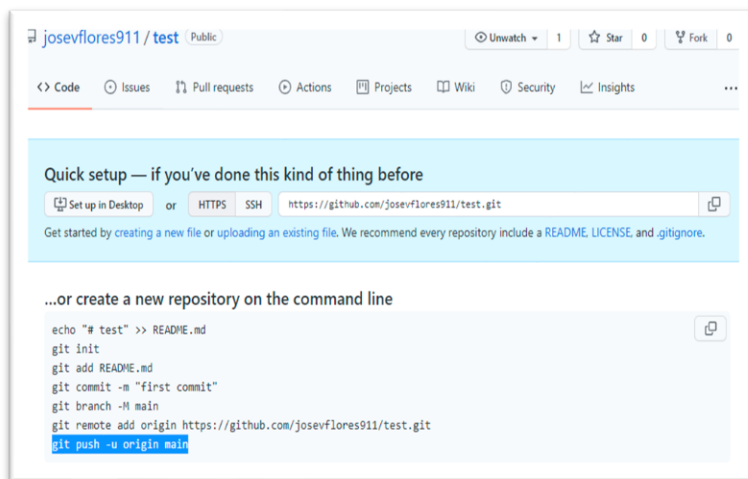 josevflores911 / test Public
Unwatch 1 Star 0 Fork 0
<> Code Issues Pull requests Actions Projects Wiki Security Insights ...
Quick setup — if you've done this kind of thing before
Set up in Desktop or HTTPS SSH https://github.com/josevflores911/test.git
Get started by creating a new file or uploading an existing file. We recommend every repository include a README, LICENSE, and .gitignore.
...or create a new repository on the command line
echo "# test" >> README.md
git init
git add README.md
git commit -m "first commit"
git branch -M main
git remote add origin https://github.com/josevflores911/test.git
git push -u origin main